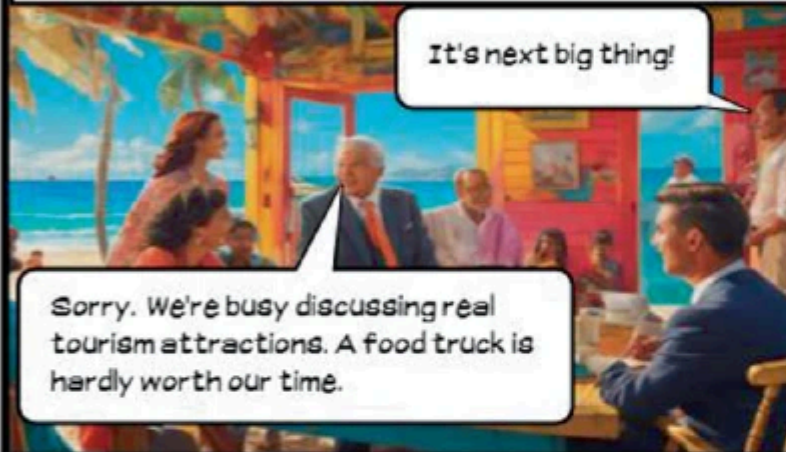 It's next big thing!
Sorry. We're busy discussing real
tourism attractions. A food truck is
hardly worth our time.